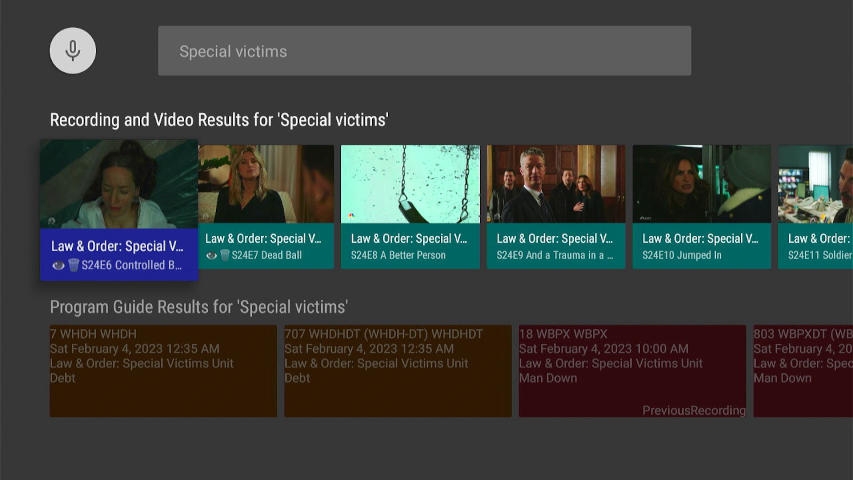 Special victims
Recording and Video Results for 'Special victims'
Law & Order: Special V...
S24E6 Controlled B...
Law & Order: Special V...
S24E7 Dead Ball
Law & Order: Special V...
S24E8 A Better Person
Law & Order: Special V...
S24E9 And a Trauma in a ...
Law & Order: Special V...
S24E10 Jumped In
Law & Order:
S24E11 Soldier
Program Guide Results for 'Special victims'
7 WHDH WHDH
Sat February 4, 2023 12:35 AM
Law & Order: Special Victims Unit
Debt
707 WHDHDT (WHDH-DT) WHDHDT
Sat February 4, 2023 12:35 AM
Law & Order: Special Victims Unit
Debt
18 WBPX WBPX
Sat February 4, 2023 10:00 AM
Law & Order: Special Victims Unit
Man Down
PreviousRecording
803 WBPXDT (WB
Sat February 4, 20
Law & Order: Spec
Man Down